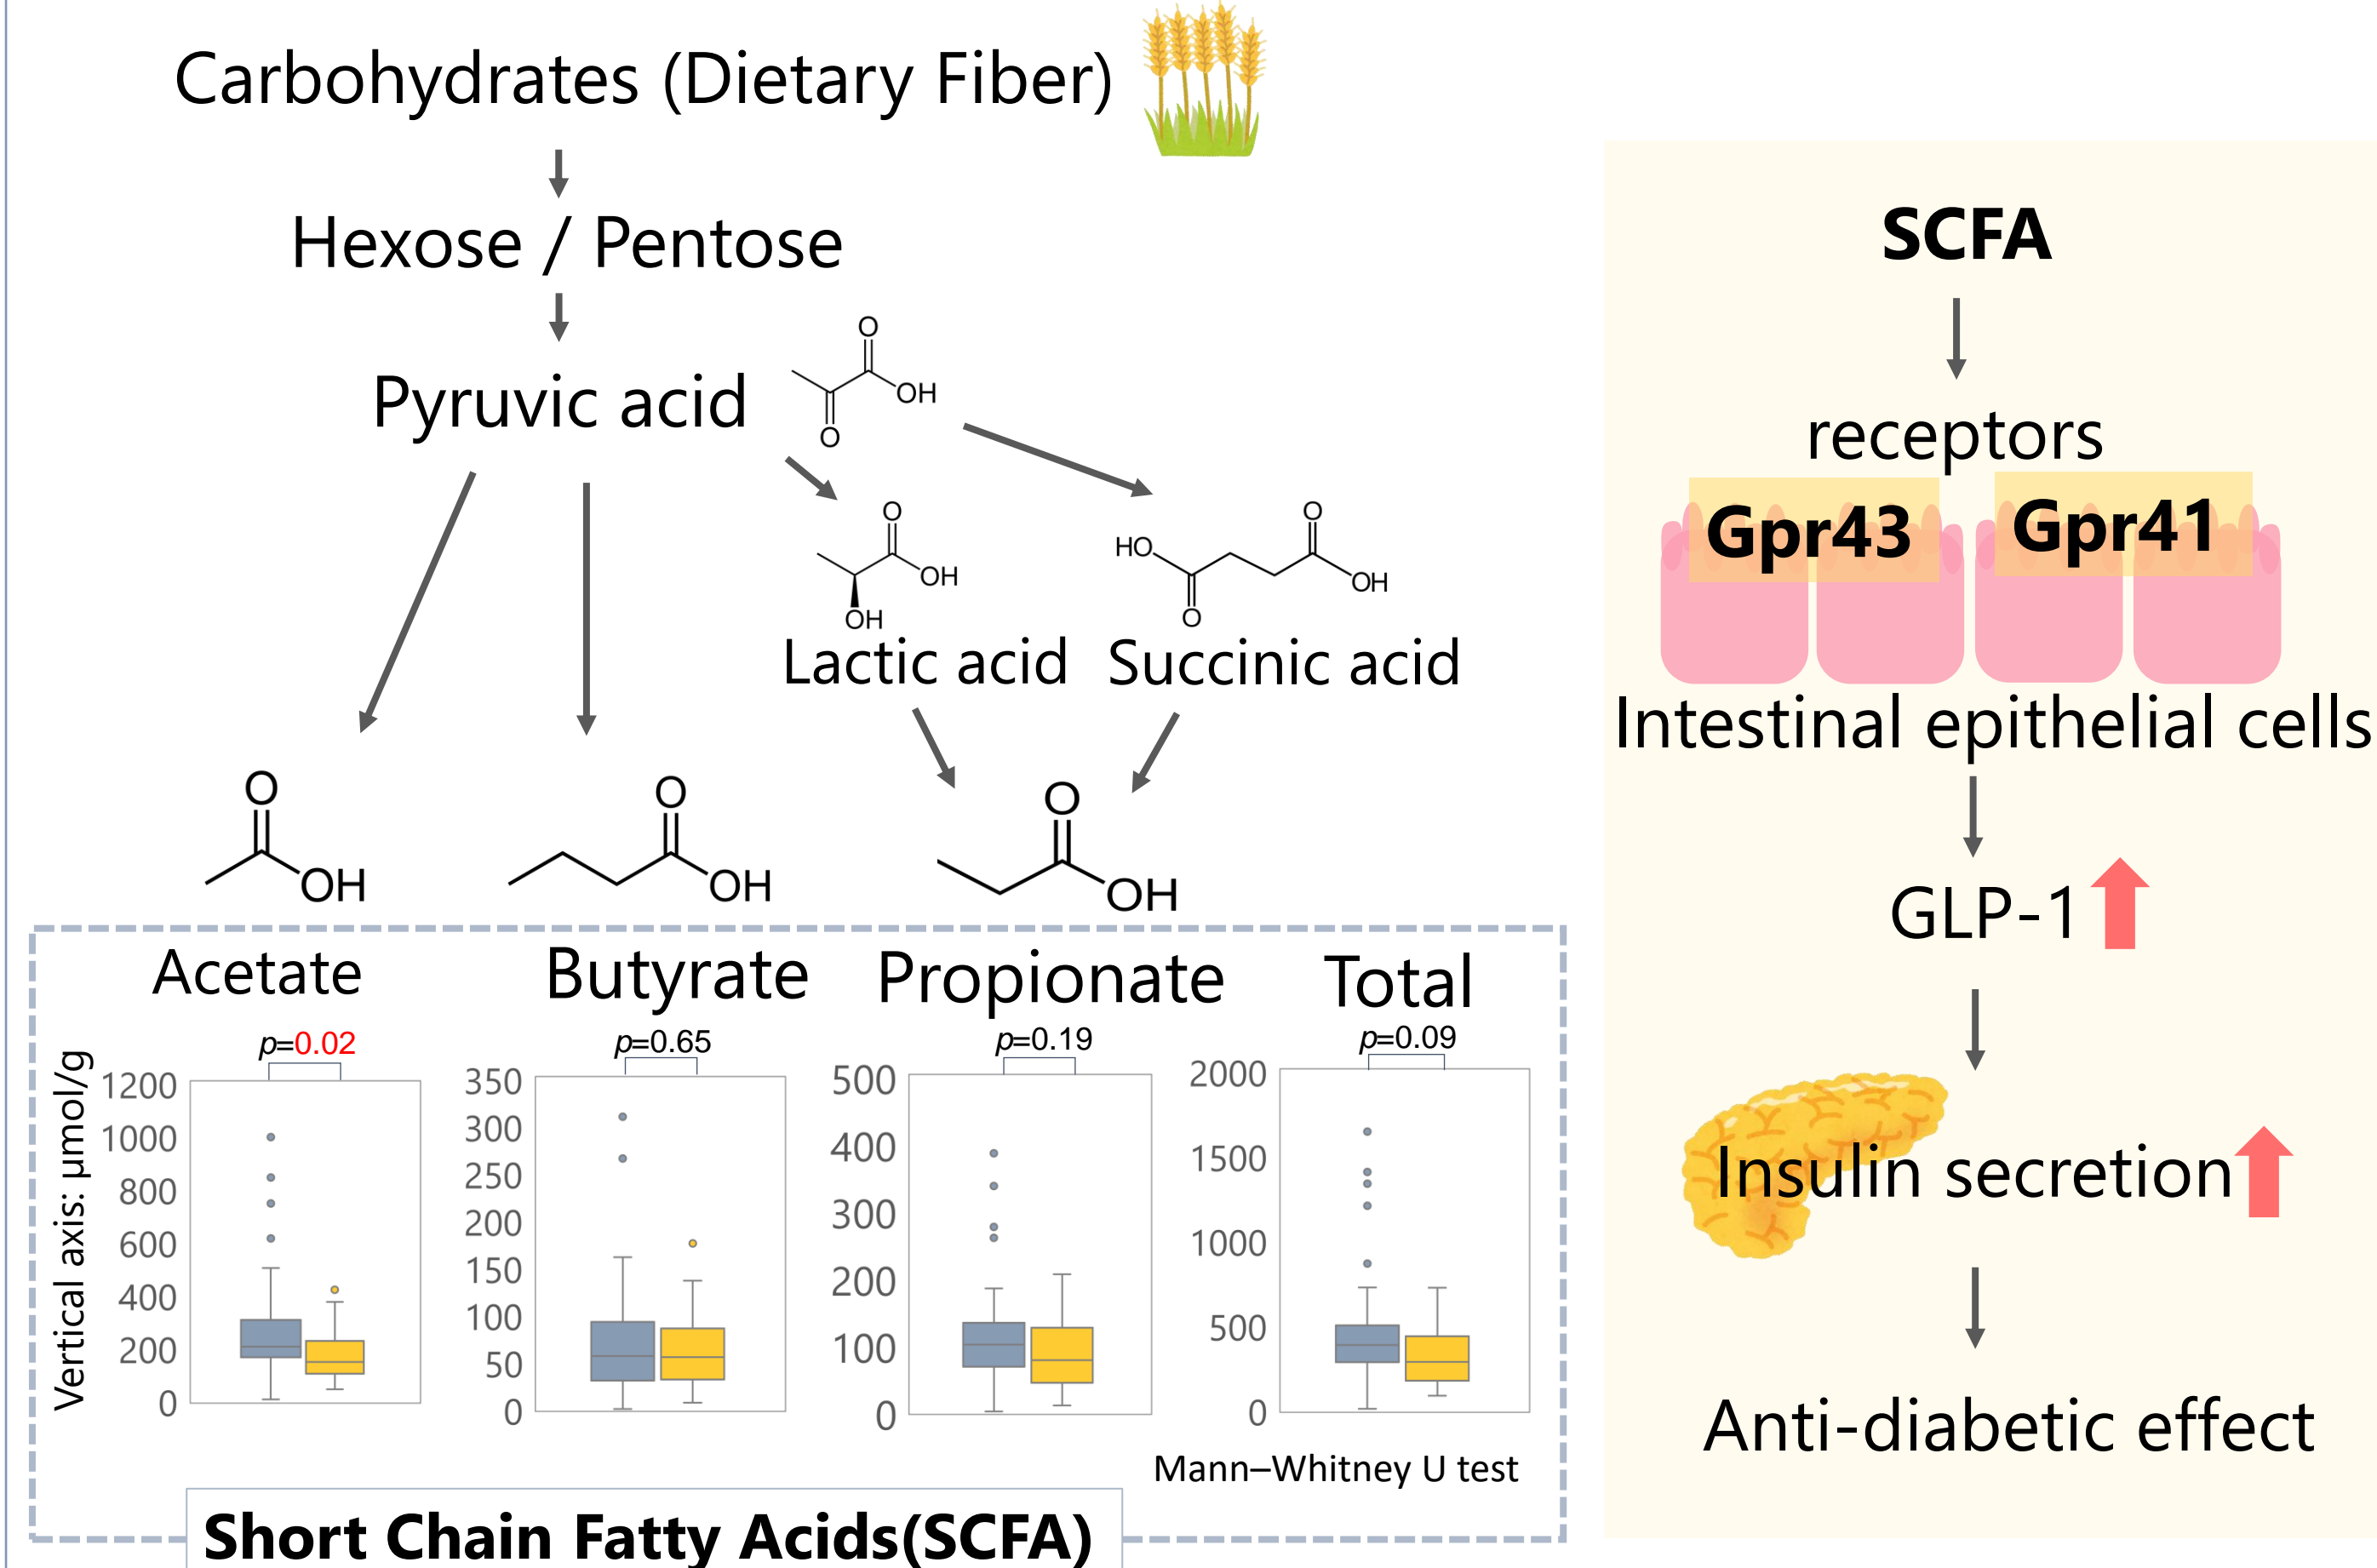 Carbohydrates (Dietary Fiber)
Hexose / Pentose
Pyruvic acid
O
OH
O
O
OH
OH
HO
O
O
OH
Lactic acid
Succinic acid
O
OH
O
OH
O
OH
Acetate
Butyrate
Propionate
Total
p=0.02
p=0.65
p=0.19
p=0.09
Vertical axis: μmol/g
1200
1000
800
600
400
200
0
350
300
250
200
150
100
50
0
500
400
300
200
100
0
2000
1500
1000
500
0
Mann–Whitney U test
Short Chain Fatty Acids(SCFA)
SCFA
receptors
Gpr43
Gpr41
Intestinal epithelial cells
GLP-1
Insulin secretion
Anti-diabetic effect